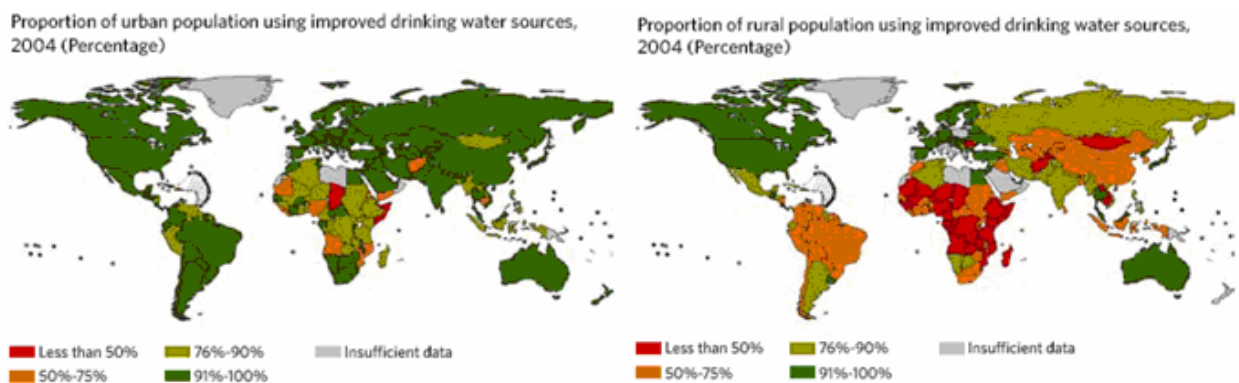 Proportion of urban population using improved drinking water sources,
2004 (Percentage)
Less than 50%
76%-90%
Insufficient data
50%-75%
91%-100%
Proportion of rural population using improved drinking water sources,
2004 (Percentage)
Less than 50%
76%-90%
Insufficient data
50%-75%
91%-100%